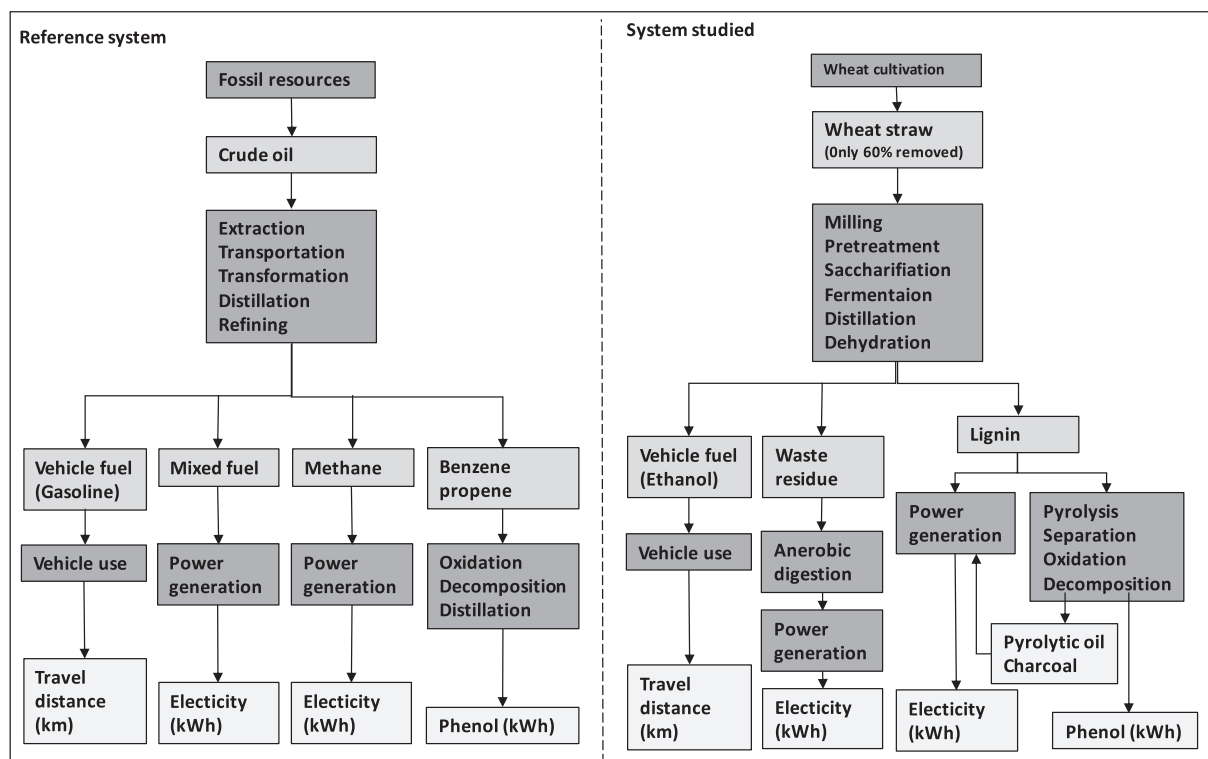 Reference system
Fossil resources
Crude oil
Extraction
Transportation
Transformation
Distillation
Refining
Vehicle fuel
(Gasoline)
Mixed fuel
Methane
Benzene
propene
Vehicle use
Power
generation
Power
generation
Oxidation
Decomposition
Distillation
Travel
distance
(km)
Electicity
(kWh)
Electicity
(kWh)
Phenol (kWh)
System studied
Wheat cultivation
Wheat straw
(0nly 60% removed)
Milling
Pretreatment
Saccharifiation
Fermentaion
Distillation
Dehydration
Vehicle fuel
(Ethanol)
Waste
residue
Lignin
Vehicle use
Anerobic
digestion
Power
generation
Power
generation
Pyrolysis
Separation
Oxidation
Decomposition
Pyrolytic oil
Charcoal
Travel
distance
(km)
Electicity
(kWh)
Electicity
(kWh)
Phenol (kWh)